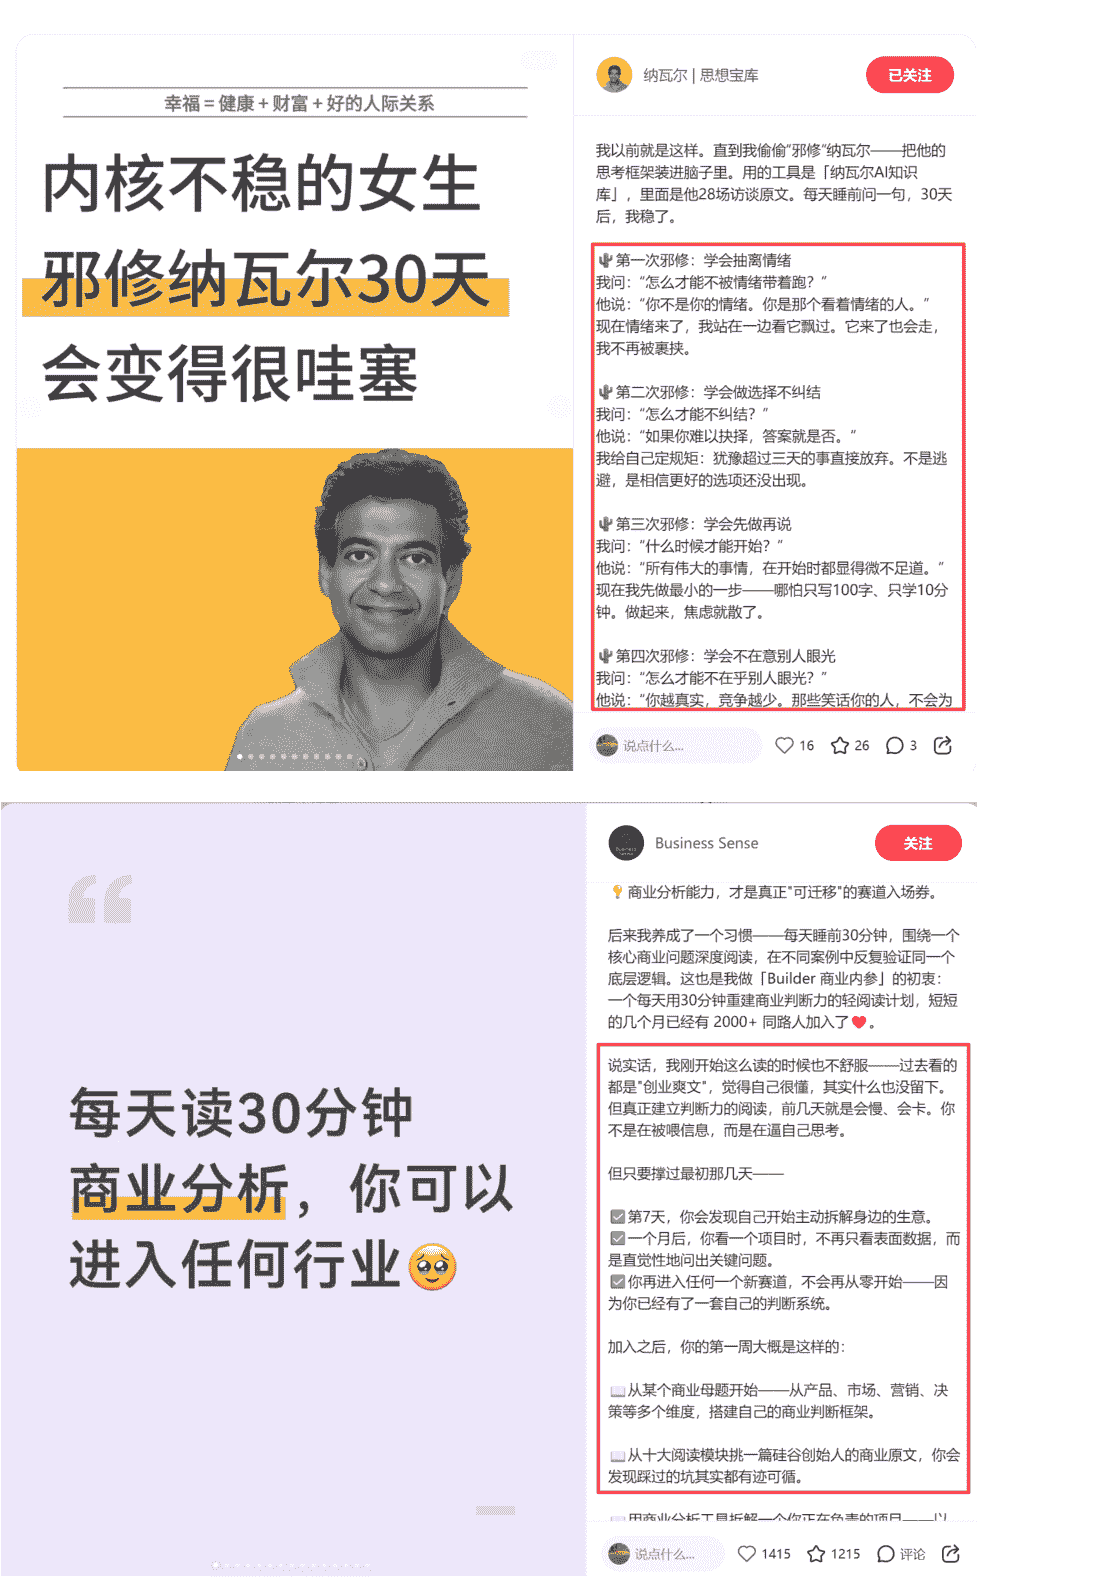 幸福=健康+财富+好的人际关系
内核不稳的女生
邪修纳瓦尔30天
会变得很哇塞
纳瓦尔 | 思想宝库
已关注
我以前就是这样。直到我偷偷“邪修”纳瓦尔——把他的
思考框架装进脑子里。用的工具是「纳瓦尔AI知识
库」，里面是他28场访谈原文。每天睡前问一句，30天
后，我稳了。
🌵第一次邪修：学会抽离情绪
我问：“怎么才能不被情绪带着跑？”
他说：“你不是你的情绪。你是那个看着情绪的人。”
现在情绪来了，我站在一边看它飘过。它来了也会走，
我不再被裹挟。
🌵第二次邪修：学会做选择不纠结
我问：“怎么才能不纠结？”
他说：“如果你难以抉择，答案就是否。”
我给自己定规矩：犹豫超过三天的事直接放弃。不是逃
避，是相信更好的选项还没出现。
🌵第三次邪修：学会先做再说
我问：“什么时候才能开始？”
他说：“所有伟大的事情，在开始时都显得微不足道。”
现在我先做最小的一步——哪怕只写100字、只学10分
钟。做起来，焦虑就散了。
🌵第四次邪修：学会不在意别人眼光
我问：“怎么才能不在乎别人眼光？”
他说：“你越真实，竞争越少。那些笑话你的人，不会为
说点什么...
16
26
3
每天读30分钟
商业分析，你可以
进入任何行业🥹
Business Sense
关注
💡商业分析能力，才是真正"可迁移"的赛道入场券。
后来我养成了一个习惯——每天睡前30分钟，围绕一个
核心商业问题深度阅读，在不同案例中反复验证同一个
底层逻辑。这也是我做「Builder 商业内参」的初衷：
一个每天用30分钟重建商业判断力的轻阅读计划，短短
的几个月已经有 2000+ 同路人加入了❤️。
说实话，我刚开始这么读的时候也不舒服——过去看的
都是"创业爽文"，觉得自己很懂，其实什么也没留下。
但真正建立判断力的阅读，前几天就是会慢、会卡。你
不是在被喂信息，而是在逼自己思考。
但只要撑过最初那几天——
☑️第7天，你会发现自己开始主动拆解身边的生意。
☑️一个月后，你看一个项目时，不再只看表面数据，而
是直觉性地问出关键问题。
☑️你再进入任何一个新赛道，不会再从零开始——因
为你已经有了一套自己的判断系统。
加入之后，你的第一周大概是这样的：
📖从某个商业母题开始——从产品、市场、营销、决
策等多个维度，搭建自己的商业判断框架。
📖从十大阅读模块挑一篇硅谷创始人的商业原文，你会
发现踩过的坑其实都有迹可循。
📖用商业分析工具拆解一个你正在负责的项目——以
说点什么...
1415
1215
评论